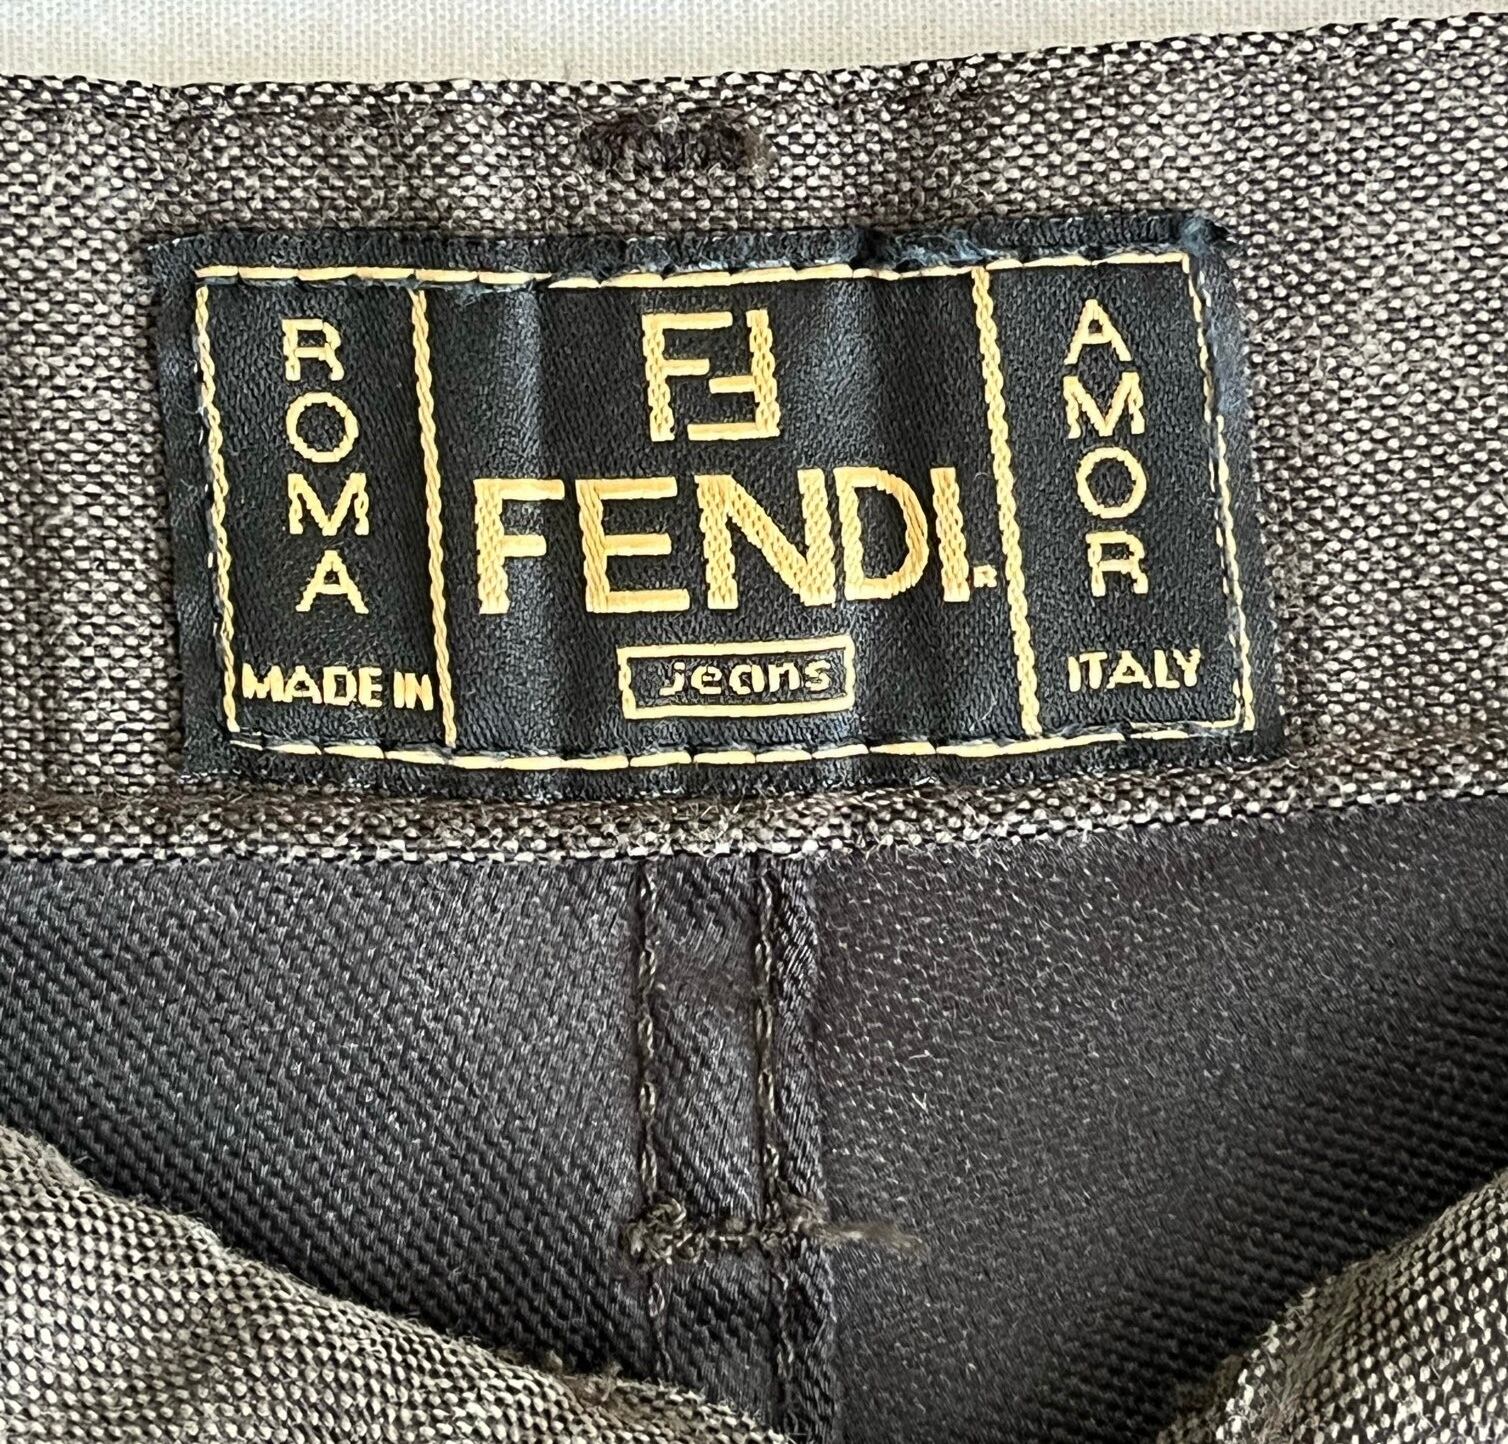 ROMA
MADE IN
FF
FENDI®
jeans
AMOR
ITALY